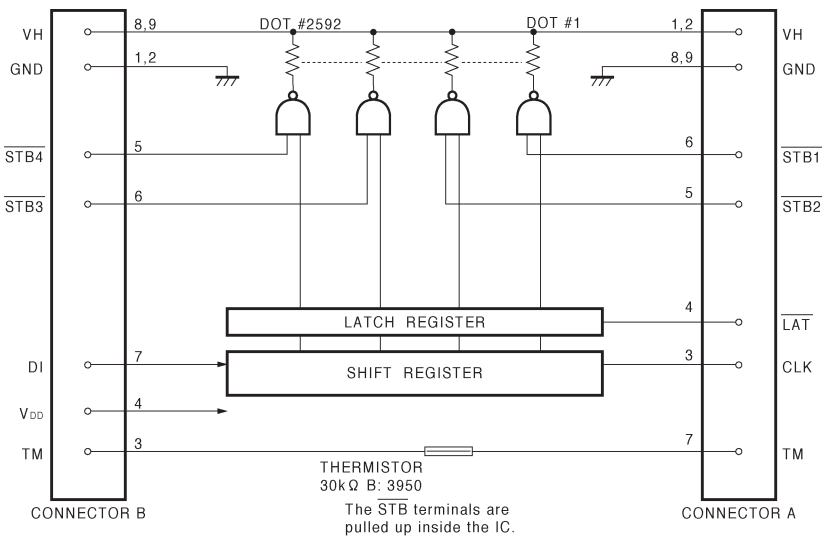 VH 8,9 DOT #2592 DOT #1 1,2 VH
GND 1,2 8,9 GND
STB4 5 6 STB1
STB3 6 5 STB2
LATCH REGISTER 4 LAT
DI 7 SHIFT REGISTER 3 CLK
VDD 4
TM 3 7 TM
THERMISTOR
30kΩ B: 3950
The STB terminals are
pulled up inside the IC.
CONNECTOR B CONNECTOR A